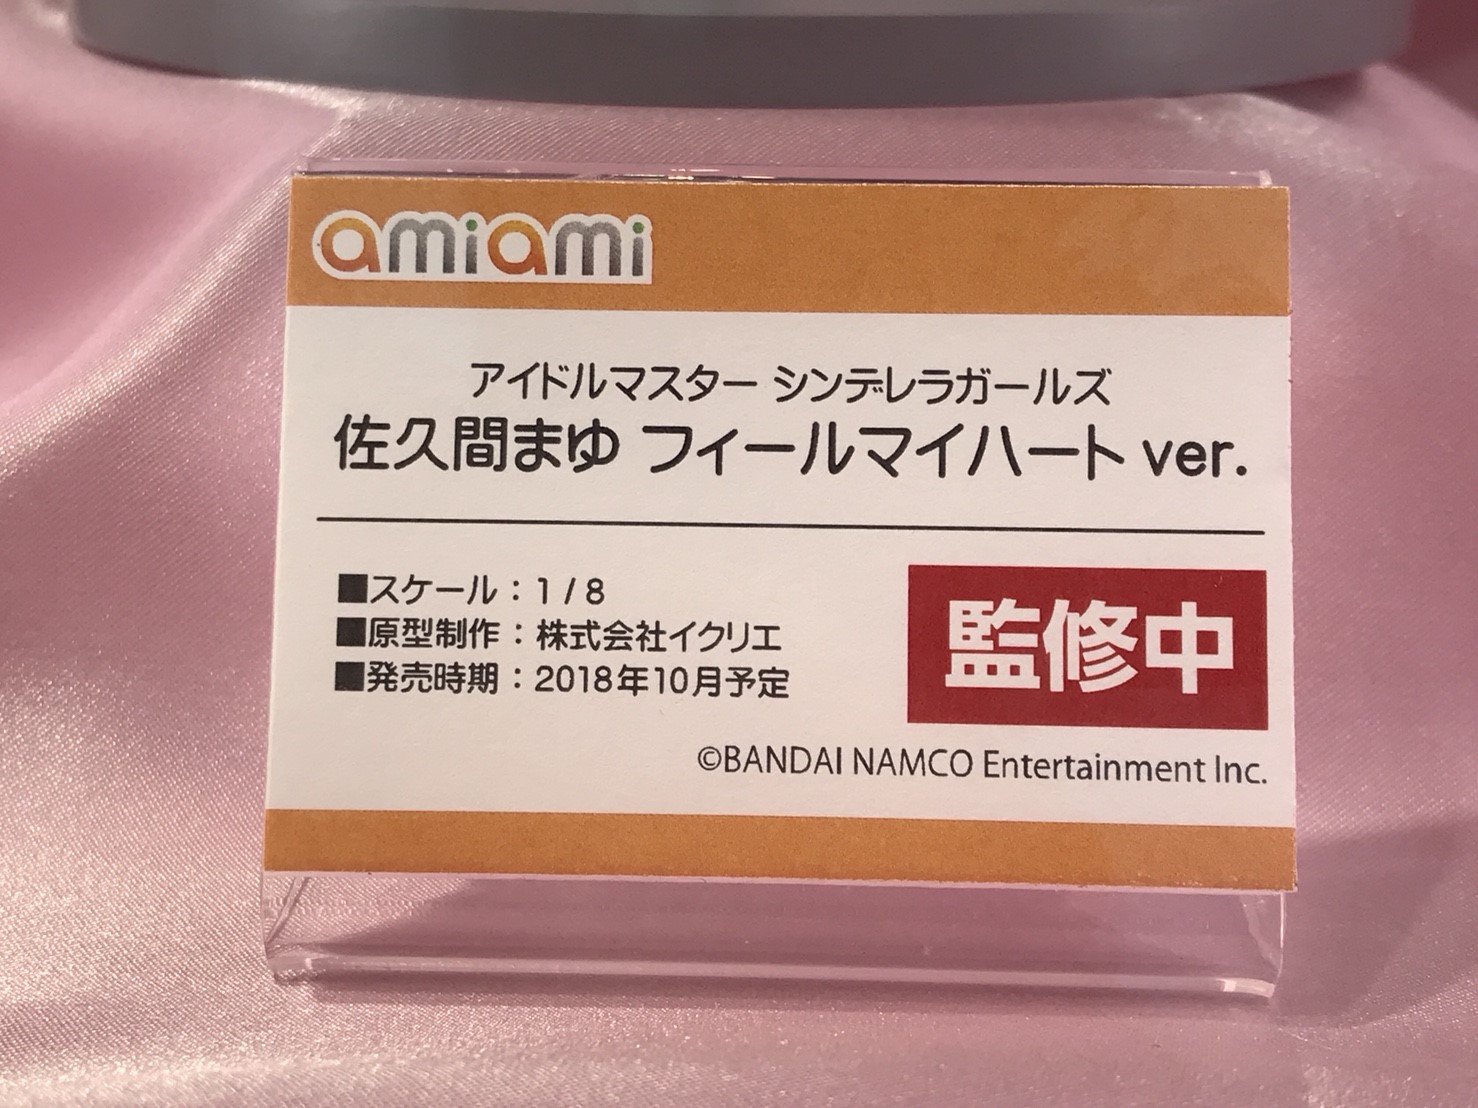 amiami
アイドルマスター シンデレラガールズ
佐久間まゆ フィールマイハート ver.
■スケール：1 / 8
■原型制作：株式会社イクリエ
■発売時期：2018年10月予定
監修中
©BANDAI NAMCO Entertainment Inc.